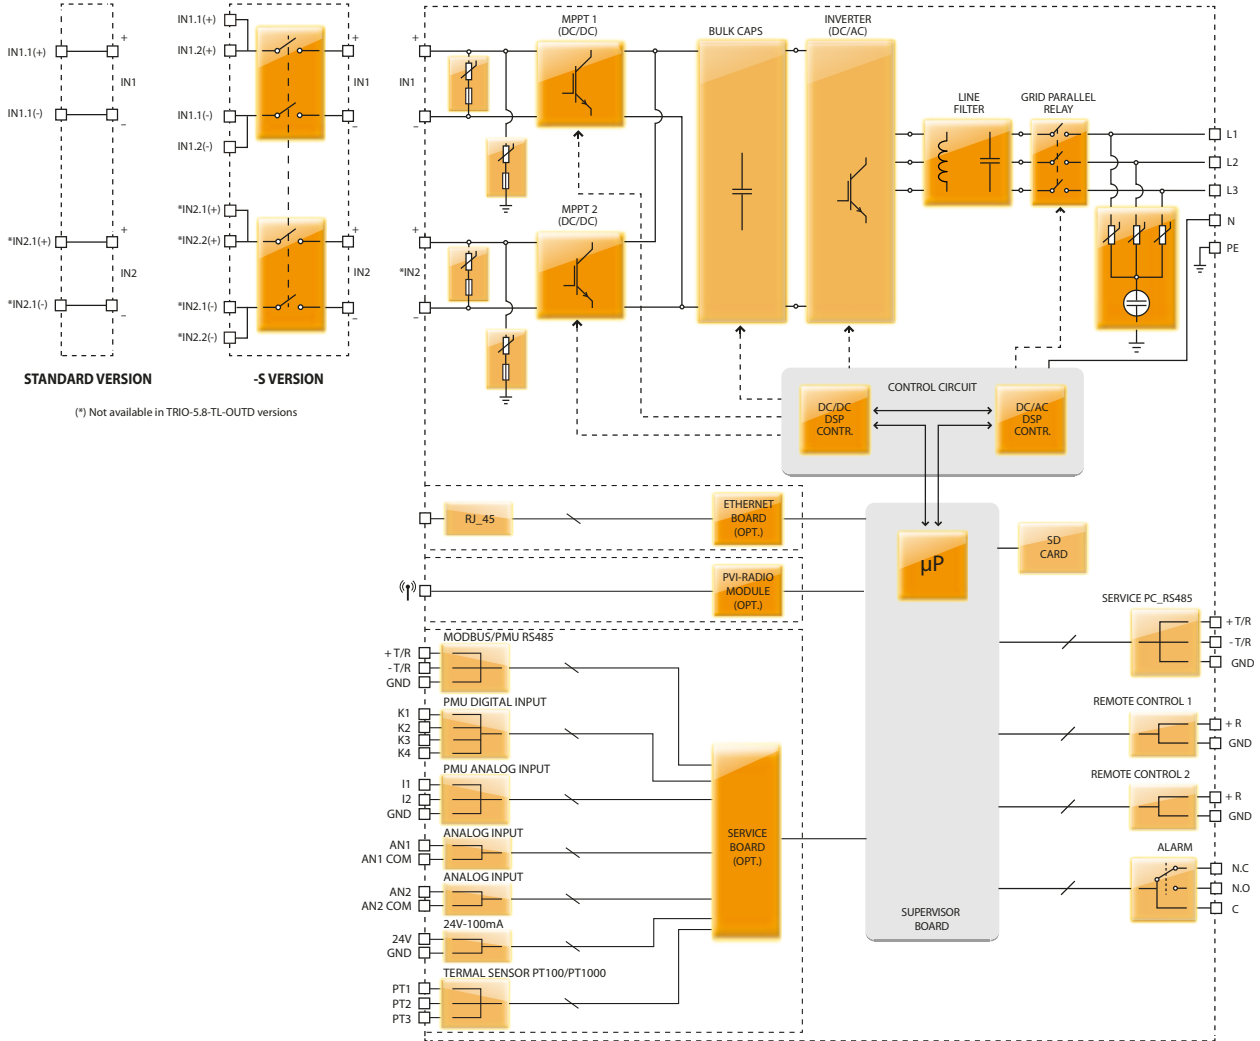 IN1.1(+)
+
IN1
IN1.1(-)
–
*IN2.1(+)
+
IN2
*IN2.1(-)
–
STANDARD VERSION
IN1.1(+)
IN1.2(+)
+
IN1
IN1.1(-)
IN1.2(-)
–
*IN2.1(+)
*IN2.2(+)
+
IN2
*IN2.1(-)
*IN2.2(-)
–
-S VERSION
(*) Not available in TRIO-5.8-TL-OUTD versions
+
IN1
–
+
*IN2
–
MPPT 1
(DC/DC)
MPPT 2
(DC/DC)
BULK CAPS
INVERTER
(DC/AC)
LINE
FILTER
GRID PARALLEL
RELAY
L1
L2
L3
N
PE
CONTROL CIRCUIT
DC/DC
DSP
CONTR.
DC/AC
DSP
CONTR.
RJ_45
ETHERNET
BOARD
(OPT.)
PVI-RADIO
MODULE
(OPT.)
µP
SD
CARD
MODBUS/PMU RS485
+ T/R
- T/R
GND
PMU DIGITAL INPUT
K1
K2
K3
K4
PMU ANALOG INPUT
I1
I2
GND
ANALOG INPUT
AN1
AN1 COM
ANALOG INPUT
AN2
AN2 COM
24V-100mA
24V
GND
TERMAL SENSOR PT100/PT1000
PT1
PT2
PT3
SERVICE
BOARD
(OPT.)
SUPERVISOR
BOARD
SERVICE PC_RS485
+ T/R
- T/R
GND
REMOTE CONTROL 1
+ R
GND
REMOTE CONTROL 2
+ R
GND
ALARM
N.C
N.O
C